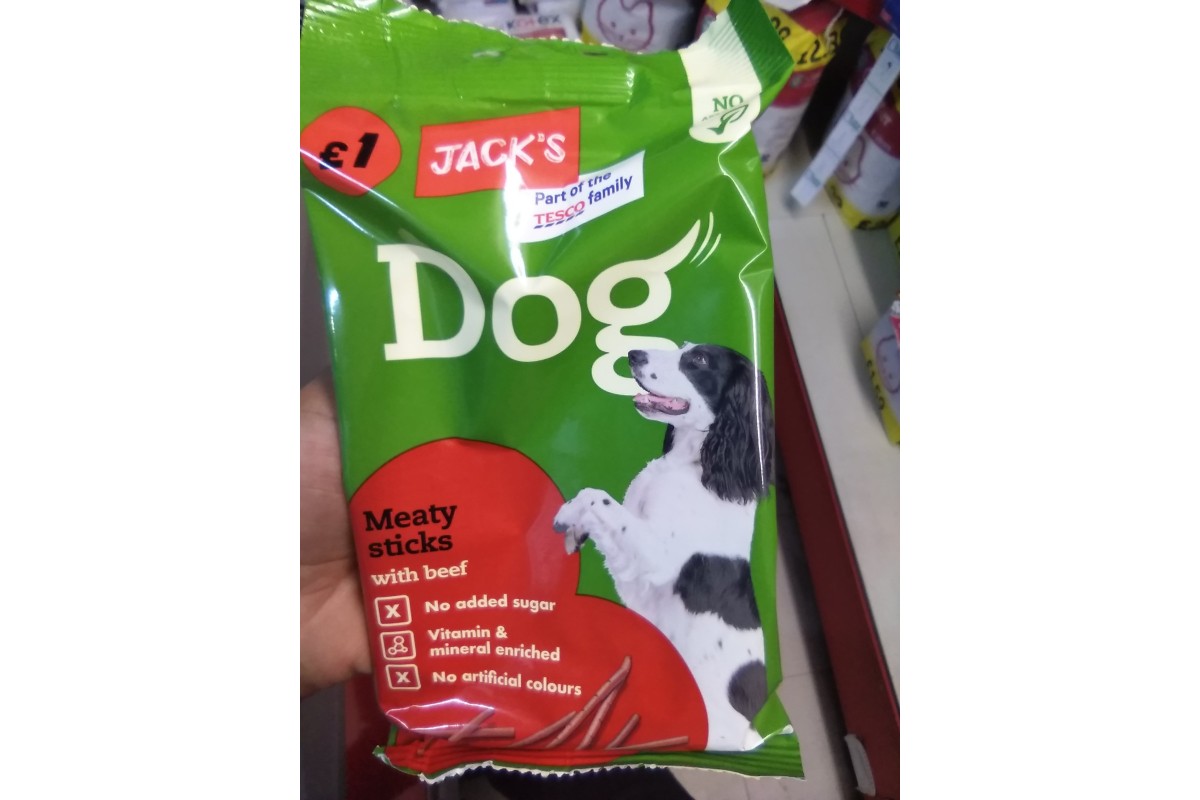 Kotex
£1
JACK'S
NO
Part of the
TESCO family
Dog
Meaty
sticks
with beef
X No added sugar
Vitamin &
mineral enriched
X No artificial colours